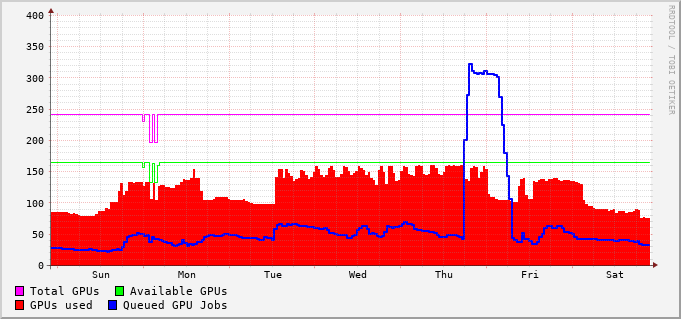 400
350
300
250
200
150
100
50
0
Sun Mon Tue Wed Thu Fri Sat
Total GPUs Available GPUs
GPUs used Queued GPU Jobs
RRDTOOL / TOBI OETIKER